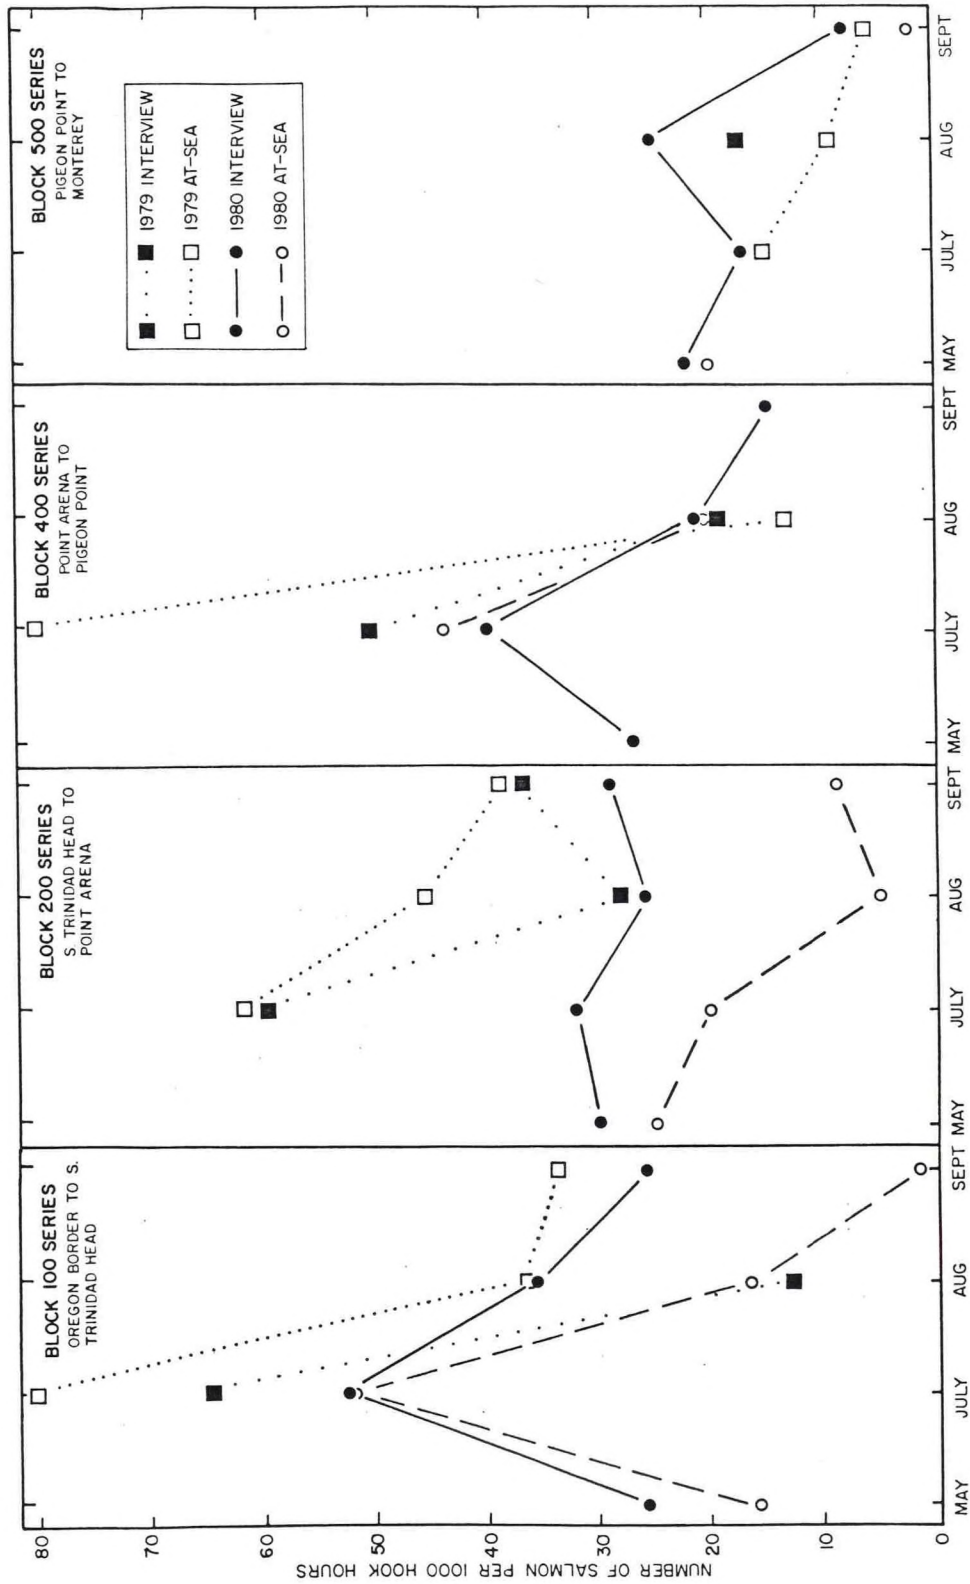 NUMBER OF SALMON PER 1000 HOOK HOURS
80
70
60
50
40
30
20
10
0
BLOCK 100 SERIES
OREGON BORDER TO S.
TRINIDAD HEAD
MAY
JULY
AUG
SEPT
BLOCK 200 SERIES
S. TRINIDAD HEAD TO
POINT ARENA
MAY
JULY
AUG
SEPT
BLOCK 400 SERIES
POINT ARENA TO
PIGEON POINT
MAY
JULY
AUG
SEPT
BLOCK 500 SERIES
PIGEON POINT TO
MONTEREY
1979 INTERVIEW
1979 AT-SEA
1980 INTERVIEW
1980 AT-SEA
MAY
JULY
AUG
SEPT